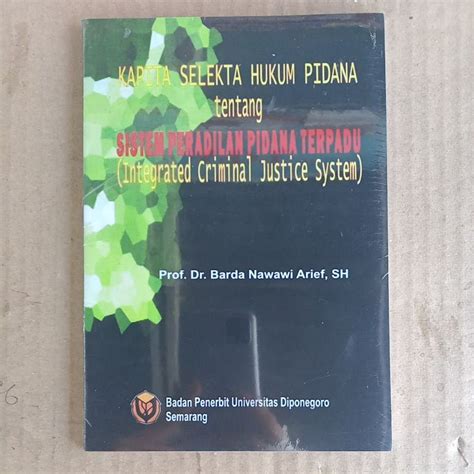 KAPITA SELEKTA HUKUM PIDANA
tentang
SISTEM PERADILAN PIDANA TERPADU
(Integrated Criminal Justice System)
Prof. Dr. Barda Nawawi Arief, SH
Badan Penerbit Universitas Diponegoro
Semarang